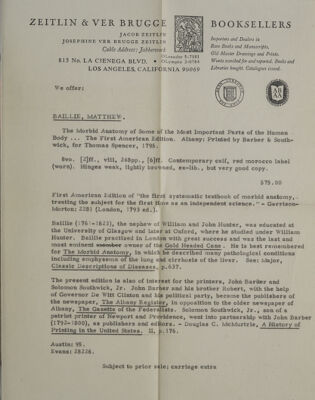 ZEITLIN & VER BRUGGE BOOKSELLERS
JACOB ZEITLIN
JOSEPHINE VER BRUGGE ZEITLIN
Cable Address: Jabberwock
815 No. LA CIENEGA BLVD. •
LOS ANGELES, CALIFORNIA 90069
Importers and Dealers in
Rare Books and Manuscripts,
Old Master Drawings and Prints.
Wants searched for and reported. Books and
Libraries bought. Catalogues issued.
We offer:
BAILLIE, MATTHEW.
The Morbid Anatomy of Some of the Most Important Parts of the Human
Body ... The First American Edition. Albany: Printed by Barber & South-
wick, for Thomas Spencer, 1795.
8vo. [2]ff., viii, 268pp., [6]ff. Contemporary calf, red morocco label
(worn). Hinges weak, lightly browned, ex-lib., but very good copy.
$75.00
First American Edition of "the first systematic textbook of morbid anatomy,
treating the subject for the first time as an independent science." - Garrison-
Morton: 2281 (London, 1793 ed.).
Baillie (1761-1823), the nephew of William and John Hunter, was educated at
the University of Glasgow and later at Oxford, where he studied under William
Hunter. Baillie practised in London with great success and was the last and
most eminent owner of the Gold Headed Cane. He is best remembered
for The Morbid Anatomy, in which he described many pathological conditions
including emphysema of the lung and cirrhosis of the liver. See: Major,
Classic Descriptions of Disease, p.637.
The present edition is also of interest for the printers, John Barber and
Solomon Southwick, Jr. John Barber and his brother Robert, with the help
of Governor De Witt Clinton and his political party, become the publishers of
the newspaper, The Albany Register, in opposition to the older newspaper of
Albany, The Gazette of the Federalists. Solomon Southwick, Jr., son of a
patriot printer of Newport and Providence, went into partnership with John Barber
(1792-1800), as publishers and editors. - Douglas C. McMurtrie, A History of
Printing in the United States. II, p.176.
Austin: 95.
Evans: 28226.
Subject to prior sale; carriage extra